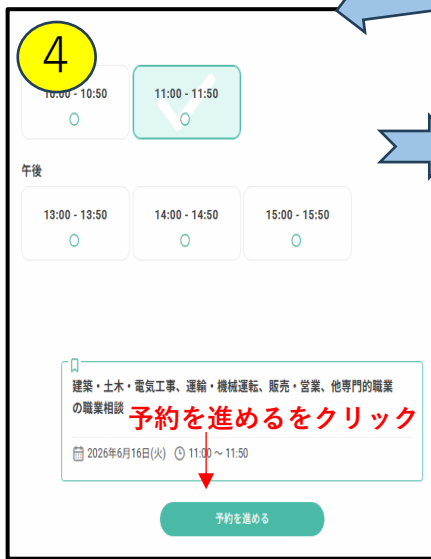 4
10:00 - 10:50
11:00 - 11:50
午後
13:00 - 13:50
14:00 - 14:50
15:00 - 15:50
建築・土木・電気工事、運輸・機械運転、販売・営業、他専門的職業
の職業相談
予約を進めるをクリック
2026年6月16日(火) 11:00 ~ 11:50
予約を進める